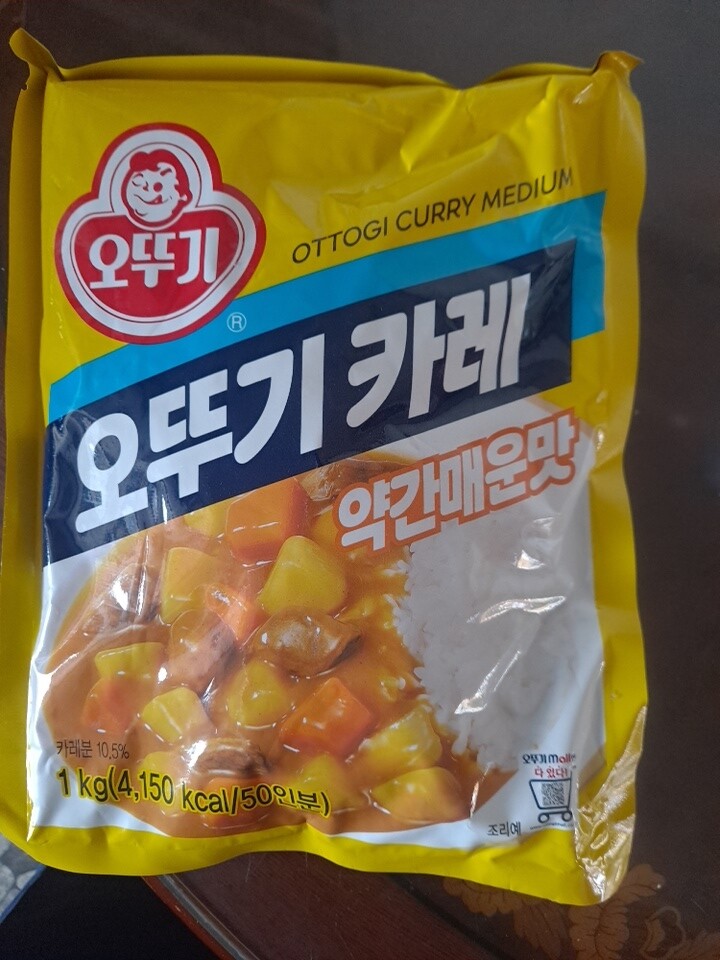 오뚜기
®
OTTOGI CURRY MEDIUM
오뚜기 카레
약간매운맛
카레분 10.5%
1 kg(4,150 kcal/50인분)
오뚜기mall에
다 있다!
조리예